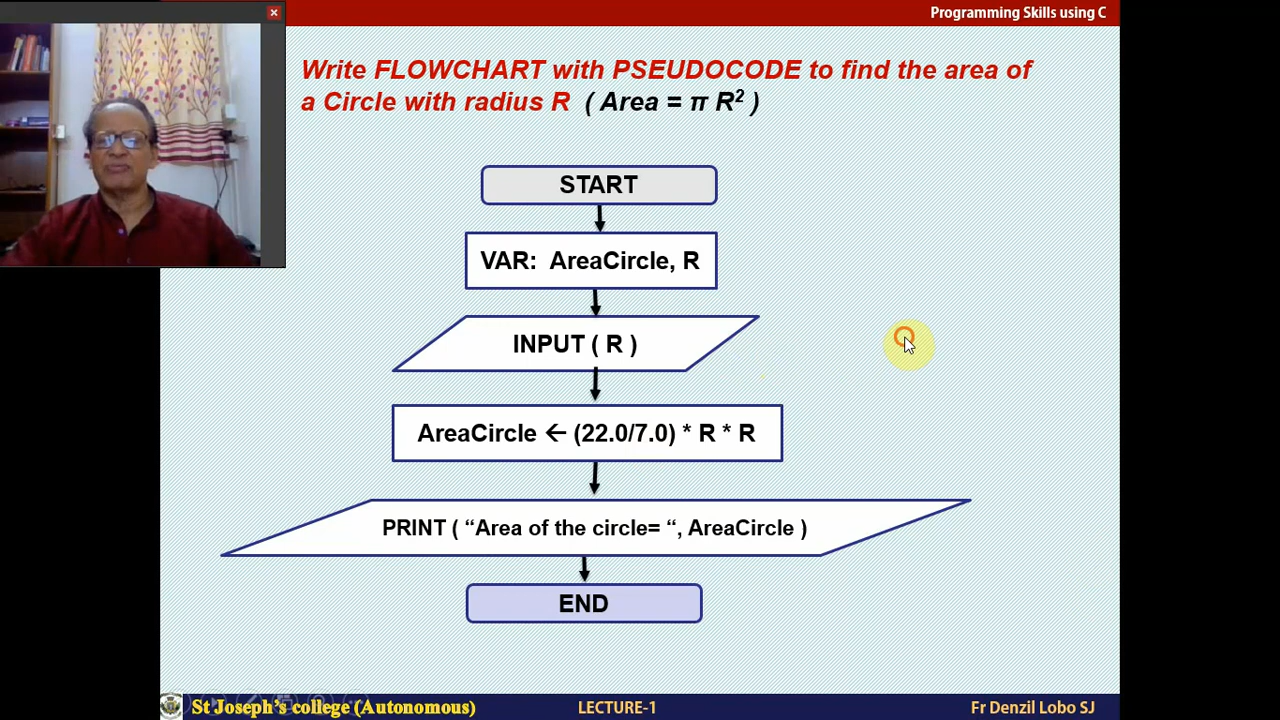 Programming Skills using C
Write FLOWCHART with PSEUDOCODE to find the area of
a Circle with radius R ( Area = π R² )
START
VAR: AreaCircle, R
INPUT ( R )
AreaCircle ← (22.0/7.0) * R * R
PRINT ( “Area of the circle= “, AreaCircle )
END
St Joseph's college (Autonomous) LECTURE-1 Fr Denzil Lobo SJ